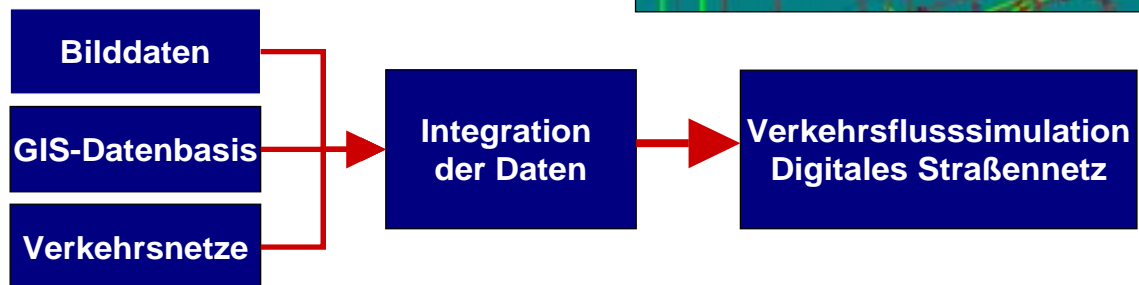 Bilddaten
GIS-Datenbasis
Verkehrsnetze
Integration
der Daten
Verkehrsflusssimulation
Digitales Straßennetz